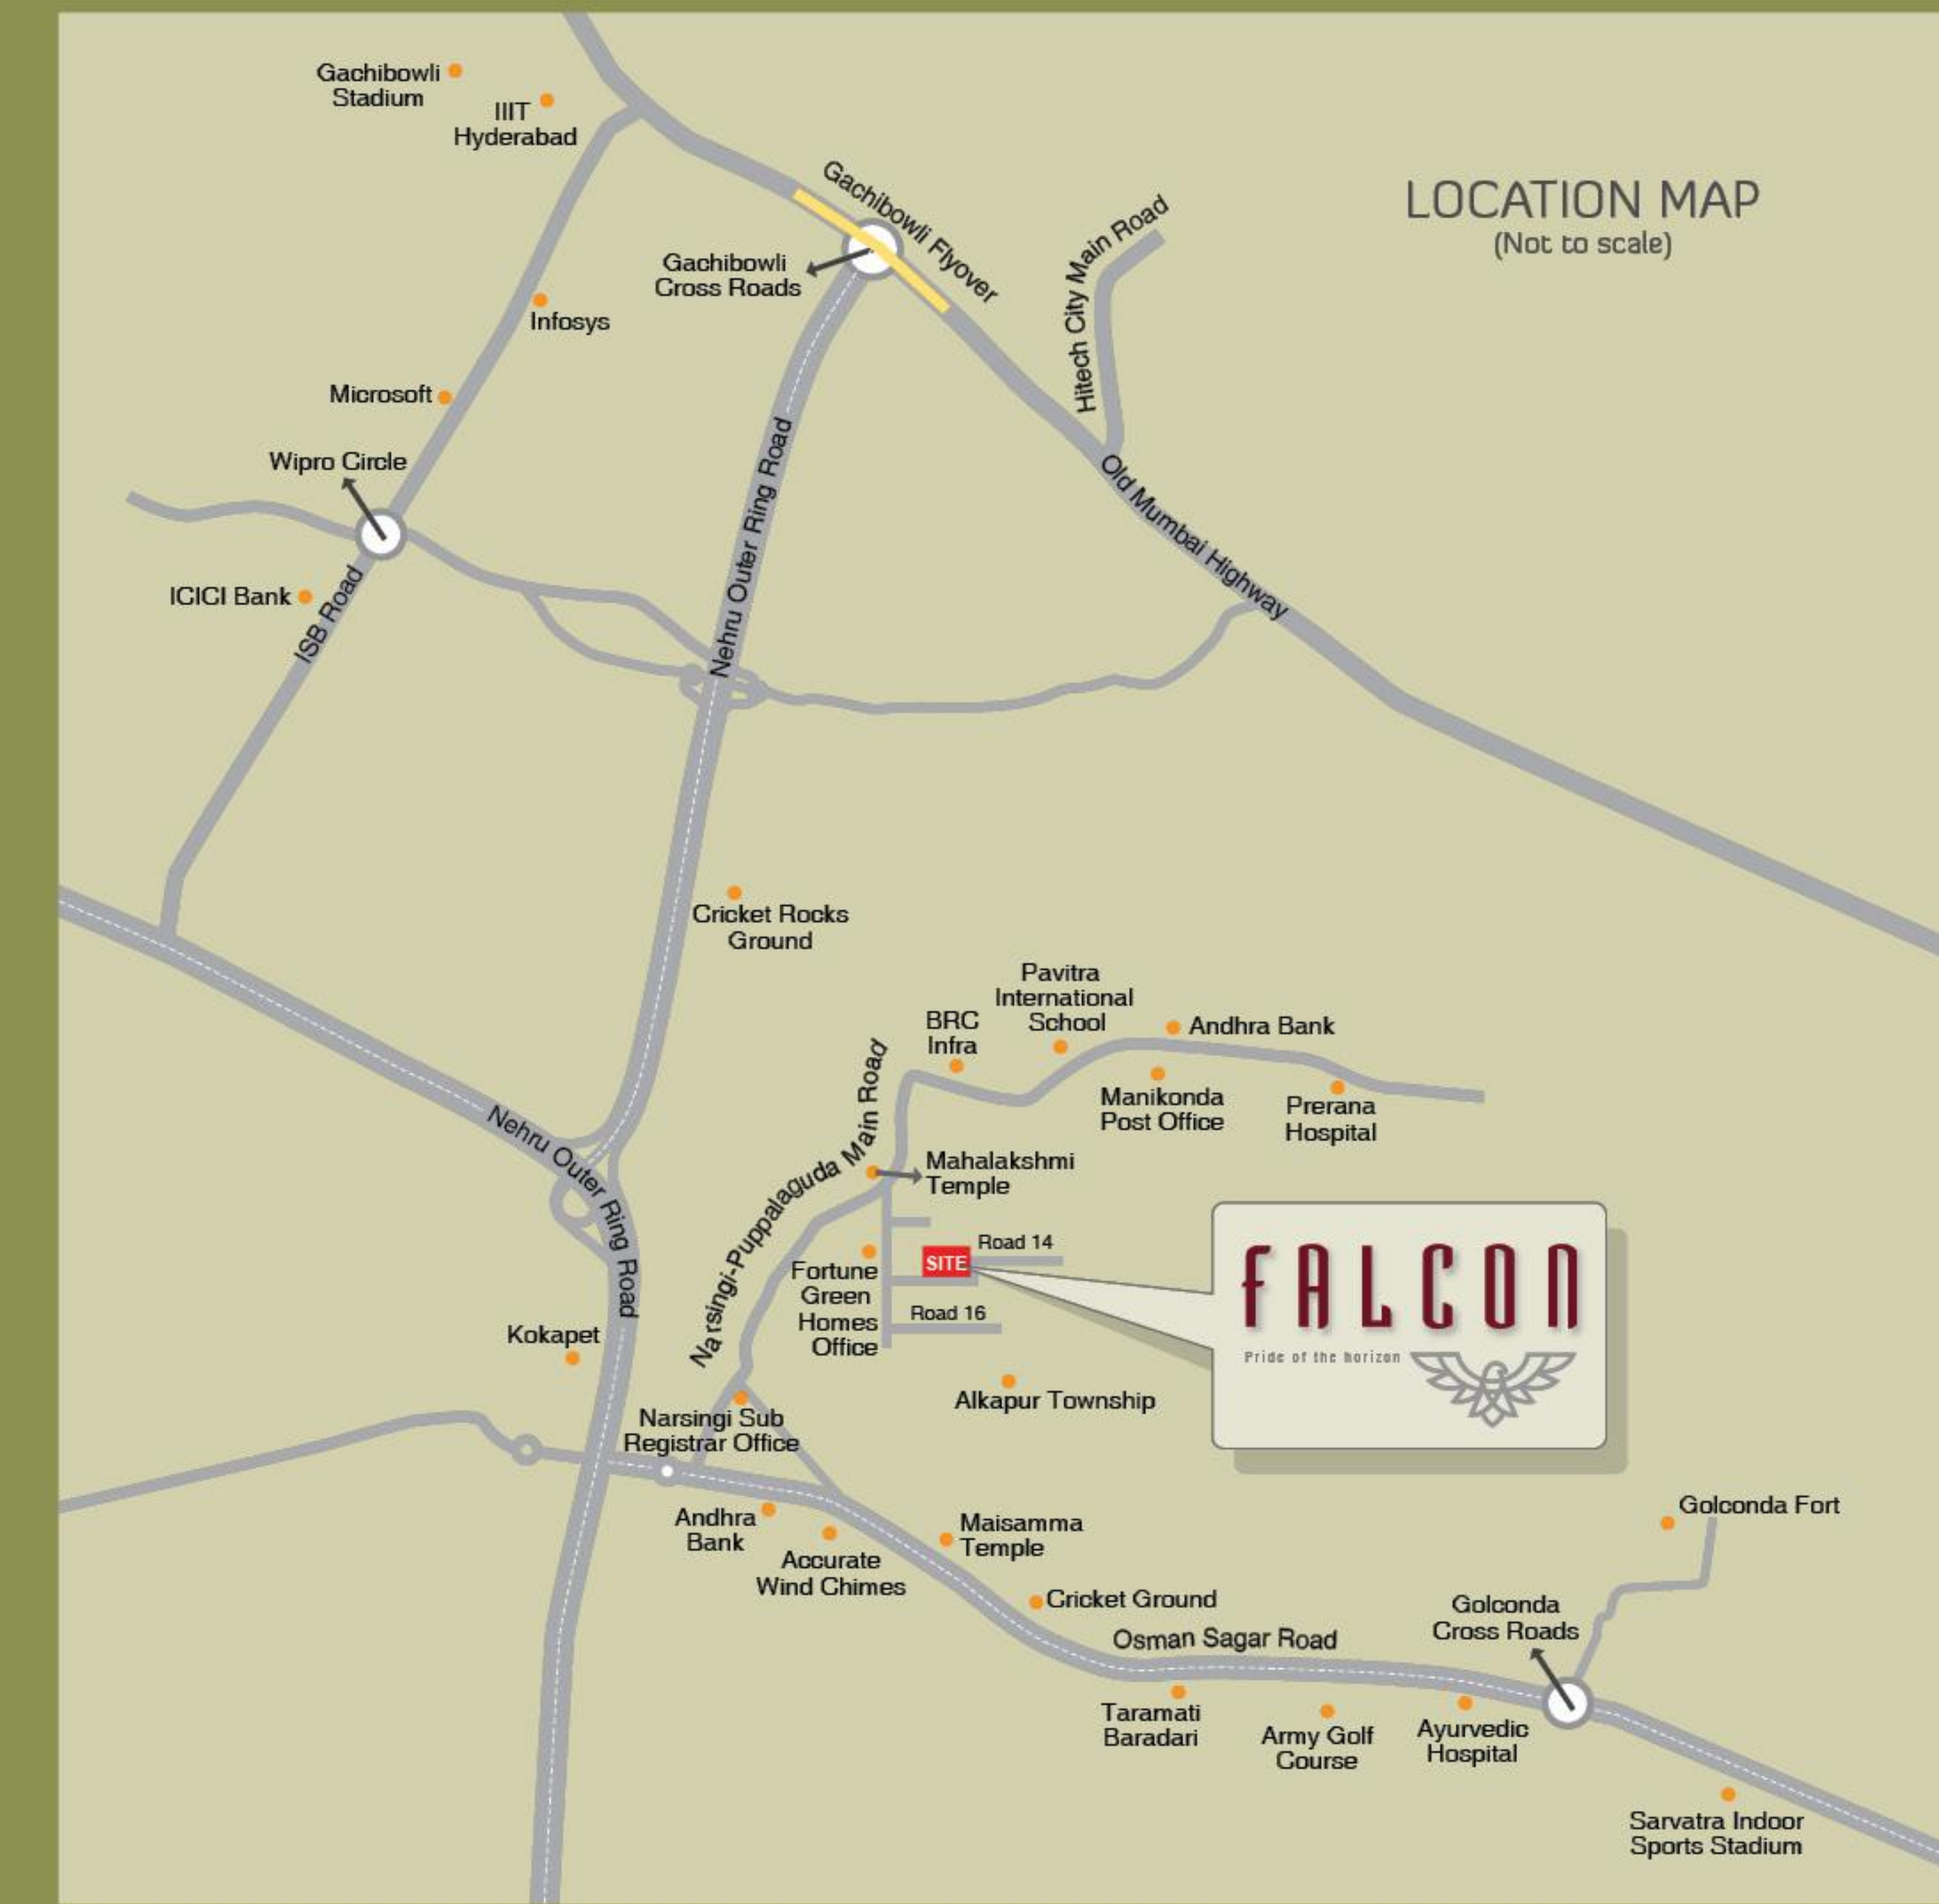 Gachibowli
Stadium
IIIT
Hyderabad
Gachibowli Flyover
LOCATION MAP
(Not to scale)
Hitech City Main Road
Gachibowli
Cross Roads
Infosys
Microsoft
Wipro Circle
Nehru Outer Ring Road
Old Mumbai Highway
ICICI Bank
ISB Road
Cricket Rocks
Ground
Pavitra
International
School
BRC
Infra
Andhra Bank
Manikonda
Post Office
Prerana
Hospital
Narsingi-Puppalaguda Main Road
Nehru Outer Ring Road
Mahalakshmi
Temple
SITE
Road 14
Fortune
Green
Homes
Office
Road 16
fALCON
Pride of the horizon
Kokapet
Alkapur Township
Narsingi Sub
Registrar Office
Andhra
Bank
Accurate
Wind Chimes
Maisamma
Temple
Golconda Fort
Cricket Ground
Golconda
Cross Roads
Osman Sagar Road
Taramati
Baradari
Army Golf
Course
Ayurvedic
Hospital
Sarvatra Indoor
Sports Stadium